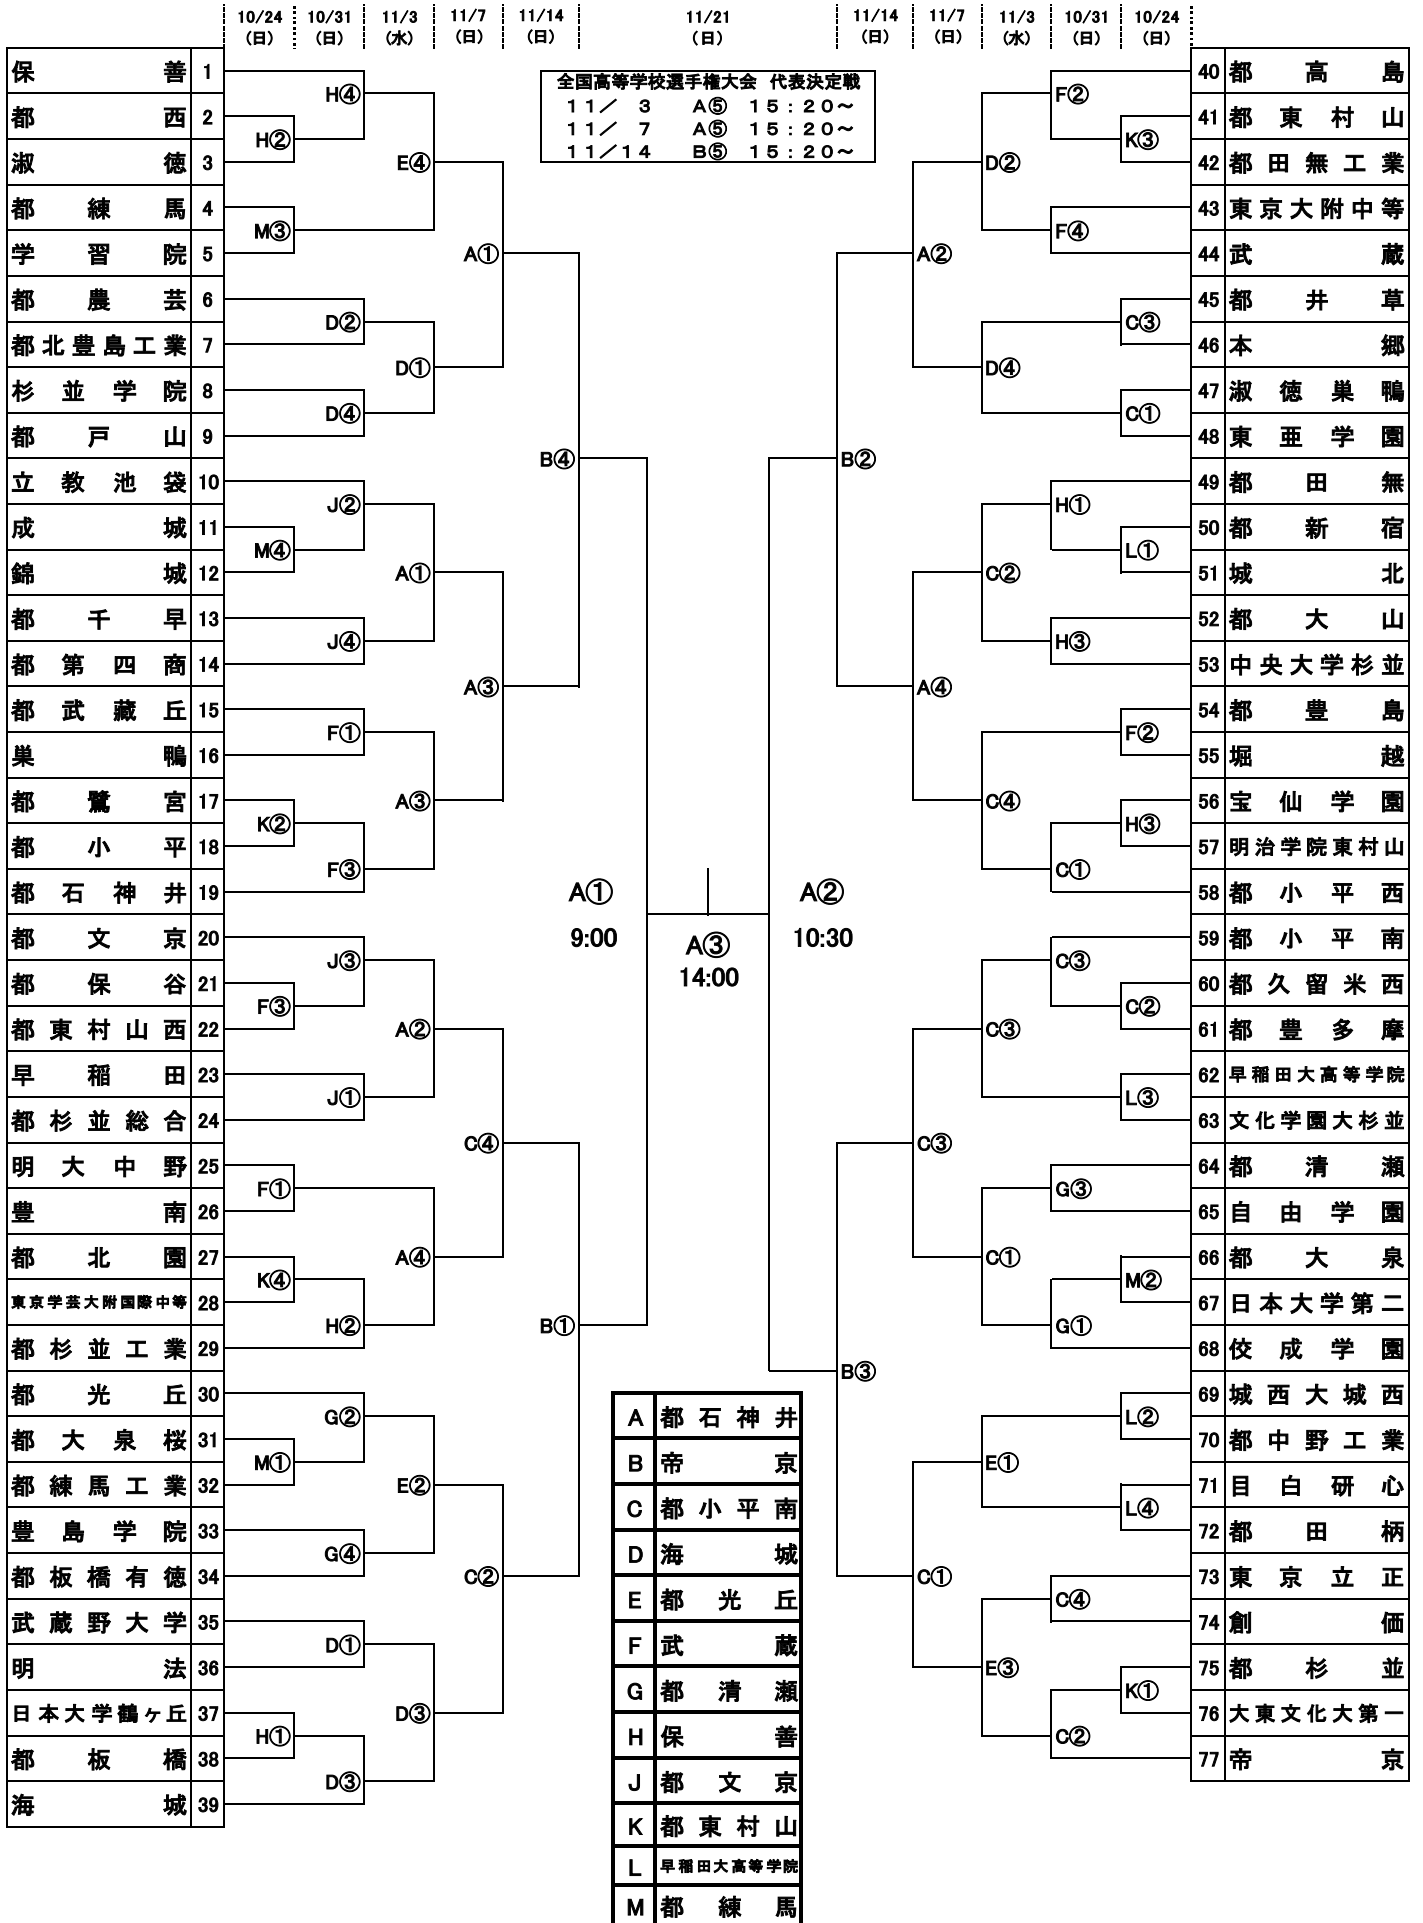 10/24 10/31 11/3 11/7 11/14 11/21 11/14 11/7 11/3 10/31 10/24
（日） （日） （水） （日） （日） （日） （日） （日） （水） （日） （日）
全国高等学校選手権大会 代表決定戦
１１／ ３ Ａ⑤ １５：２０～
１１／ ７ Ａ⑤ １５：２０～
１１／１４ Ｂ⑤ １５：２０～
保善 1
都西 2
淑徳 3
都練馬 4
学習院 5
都農芸 6
都北豊島工業 7
杉並学院 8
都戸山 9
立教池袋 10
成城 11
錦城 12
都千早 13
都第四商 14
都武藏丘 15
巣鴨 16
都鷺宮 17
都小平 18
都石神井 19
都文京 20
都保谷 21
都東村山西 22
早稲田 23
都杉並総合 24
明大中野 25
豊南 26
都北園 27
東京学芸大附国際中等 28
都杉並工業 29
都光丘 30
都大泉桜 31
都練馬工業 32
豊島学院 33
都板橋有徳 34
武蔵野大学 35
明法 36
日本大学鶴ヶ丘 37
都板橋 38
海城 39
H②
M③
M④
K②
F③
F①
K④
M①
H①
H④
D②
D④
J②
J④
F①
F③
J③
J①
H②
G②
G④
D①
D③
E④
D①
A①
A③
A②
A④
E②
D③
A①
A③
C④
C②
B④
B①
A①
9:00
A③
14:00
A②
10:30
B②
B③
A②
A④
C③
C①
D②
D④
C②
C④
C③
C①
E①
E③
F②
F④
H①
H③
C①
C③
G③
G①
C④
C②
K③
C③
C①
L①
F②
H③
C②
L③
M②
L②
L④
K①
40 都高島
41 都東村山
42 都田無工業
43 東京大附中等
44 武蔵
45 都井草
46 本郷
47 淑徳巣鴨
48 東亜学園
49 都田無
50 都新宿
51 城北
52 都大山
53 中央大学杉並
54 都豊島
55 堀越
56 宝仙学園
57 明治学院東村山
58 都小平西
59 都小平南
60 都久留米西
61 都豊多摩
62 早稲田大高等学院
63 文化学園大杉並
64 都清瀬
65 自由学園
66 都大泉
67 日本大学第二
68 佼成学園
69 城西大城西
70 都中野工業
71 目白研心
72 都田柄
73 東京立正
74 創価
75 都杉並
76 大東文化大第一
77 帝京
A 都石神井
B 帝京
C 都小平南
D 海城
E 都光丘
F 武蔵
G 都清瀬
H 保善
J 都文京
K 都東村山
L 早稲田大高等学院
M 都練馬